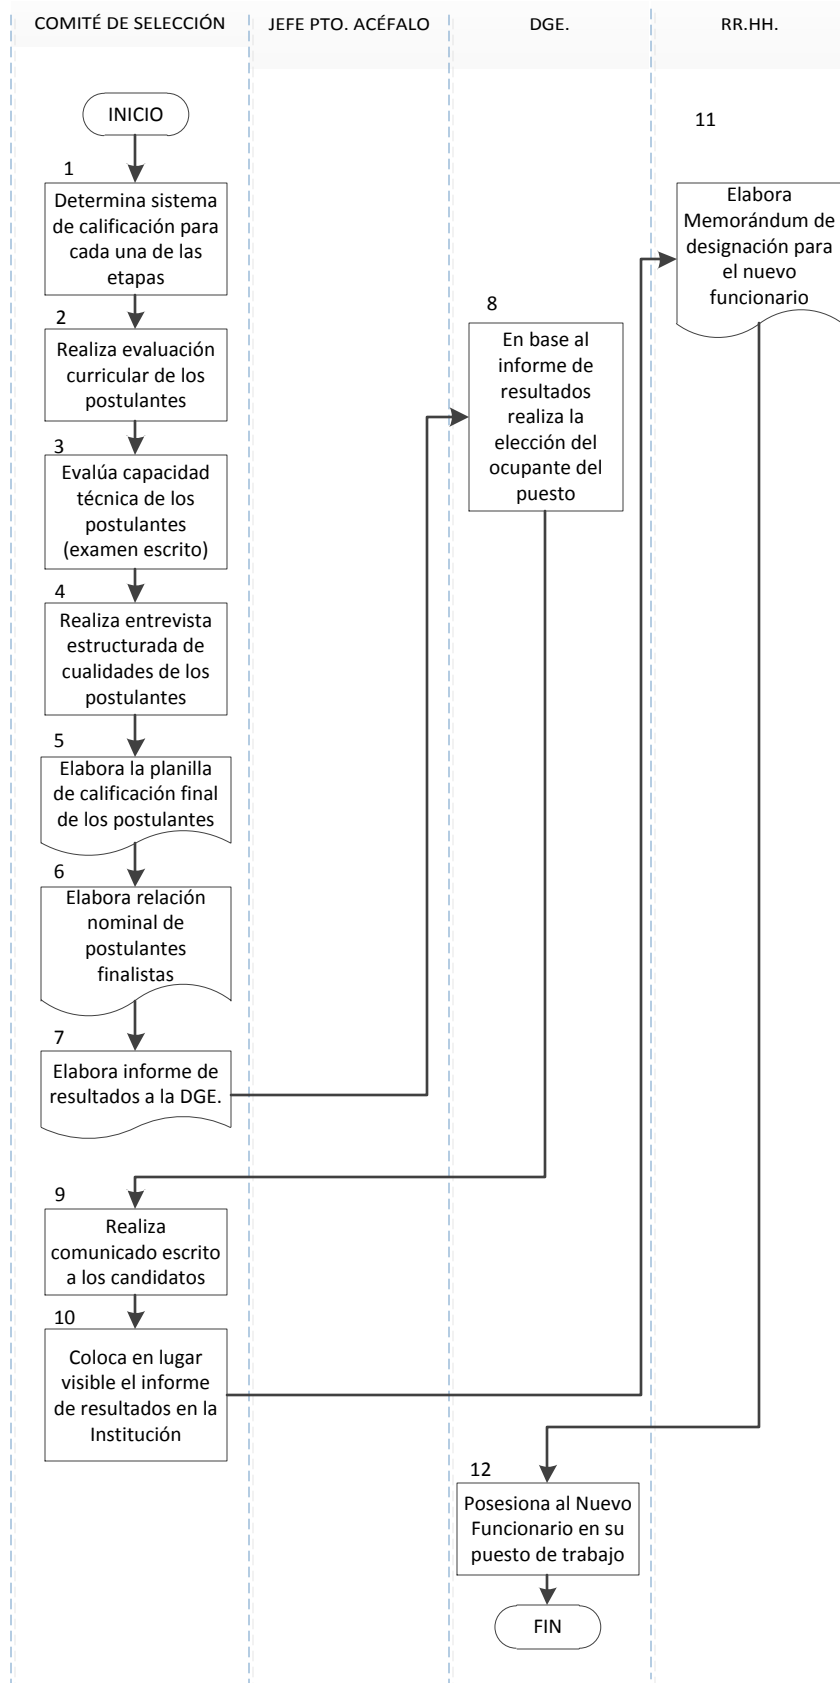 COMITÉ DE SELECCIÓN
JEFE PTO. ACÉFALO
DGE.
RR.HH.
INICIO
1
Determina sistema
de calificación para
cada una de las
etapas
2
Realiza evaluación
curricular de los
postulantes
3
Evalúa capacidad
técnica de los
postulantes
(examen escrito)
4
Realiza entrevista
estructurada de
cualidades de los
postulantes
5
Elabora la planilla
de calificación final
de los postulantes
6
Elabora relación
nominal de
postulantes
finalistas
7
Elabora informe de
resultados a la DGE.
8
En base al
informe de
resultados
realiza la
elección del
ocupante del
puesto
9
Realiza
comunicado escrito
a los candidatos
10
Coloca en lugar
visible el informe
de resultados en la
Institución
11
Elabora
Memorándum de
designación para
el nuevo
funcionario
12
Posesiona al Nuevo
Funcionario en su
puesto de trabajo
FIN